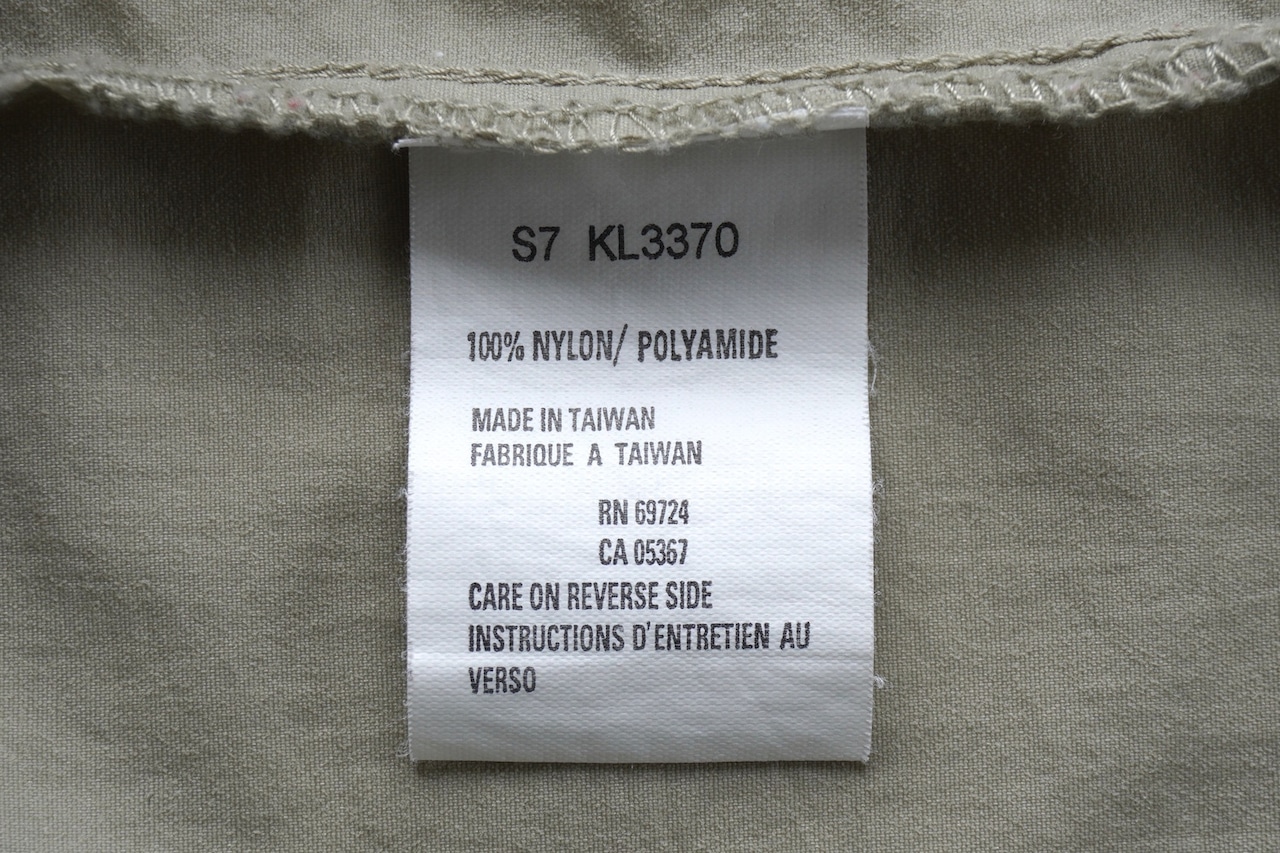 S7 KL3370
100% NYLON/ POLYAMIDE
MADE IN TAIWAN
FABRIQUE A TAIWAN
RN 69724
CA 05367
CARE ON REVERSE SIDE
INSTRUCTIONS D'ENTRETIEN AU
VERSO